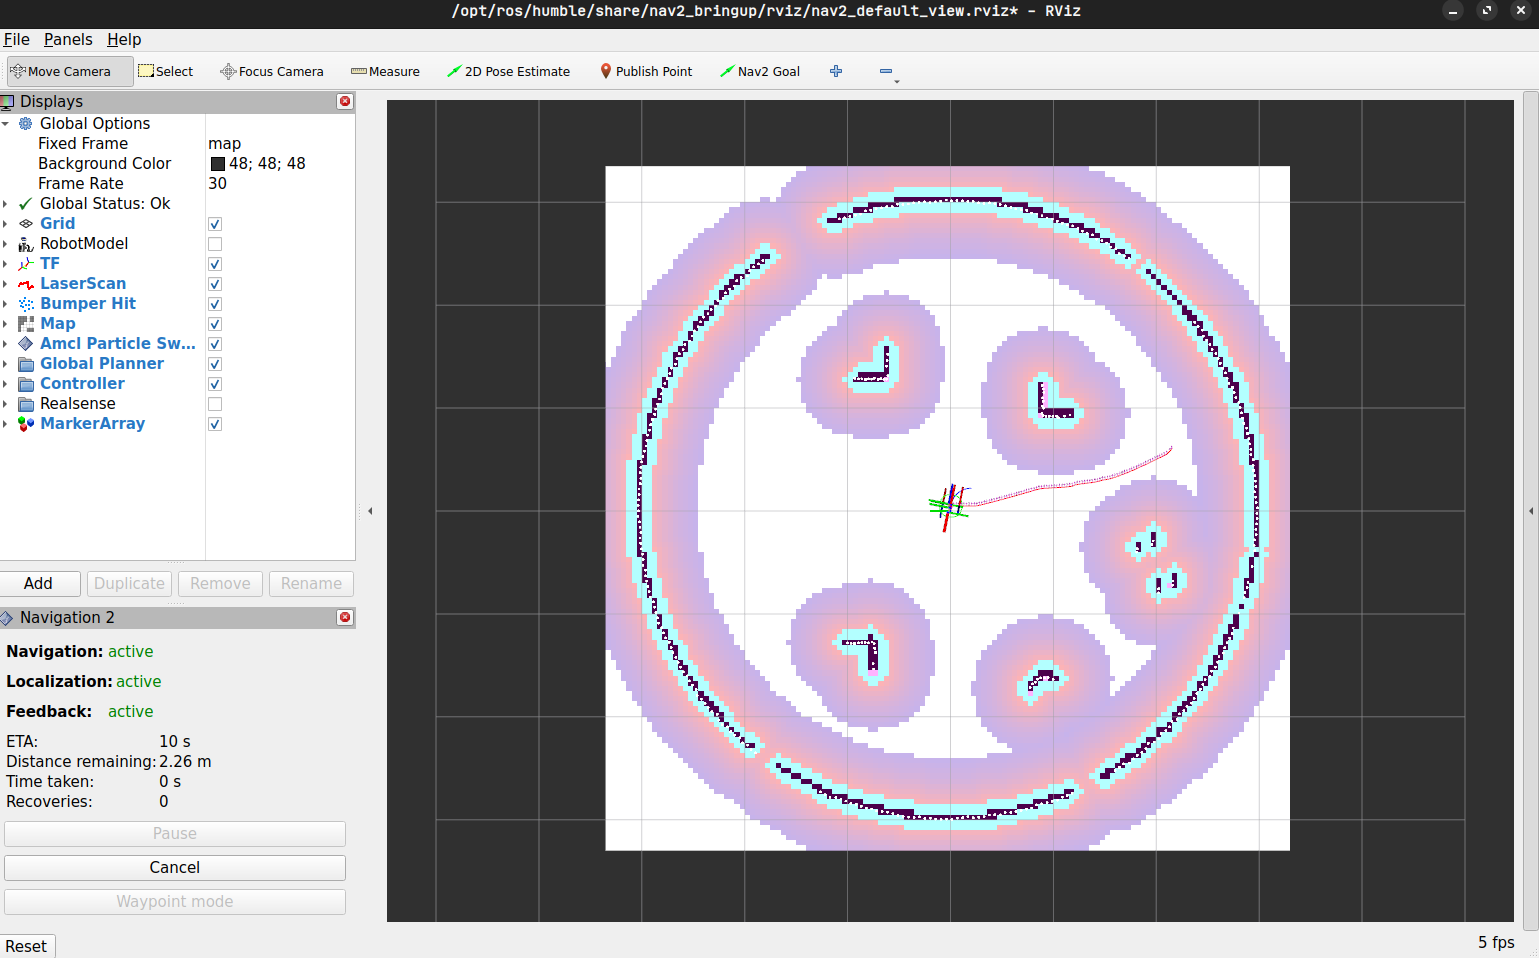 /opt/ros/humble/share/nav2_bringup/rviz/nav2_default_view.rviz* - RViz
File Panels Help
Move Camera Select Focus Camera Measure 2D Pose Estimate Publish Point Nav2 Goal
Displays
Global Options
Fixed Frame map
Background Color 48; 48; 48
Frame Rate 30
Global Status: Ok
Grid
RobotModel
TF
LaserScan
Bumper Hit
Map
Amcl Particle Sw...
Global Planner
Controller
Realsense
MarkerArray
Add Duplicate Remove Rename
Navigation 2
Navigation: active
Localization: active
Feedback: active
ETA: 10 s
Distance remaining: 2.26 m
Time taken: 0 s
Recoveries: 0
Pause
Cancel
Waypoint mode
Reset
5 fps